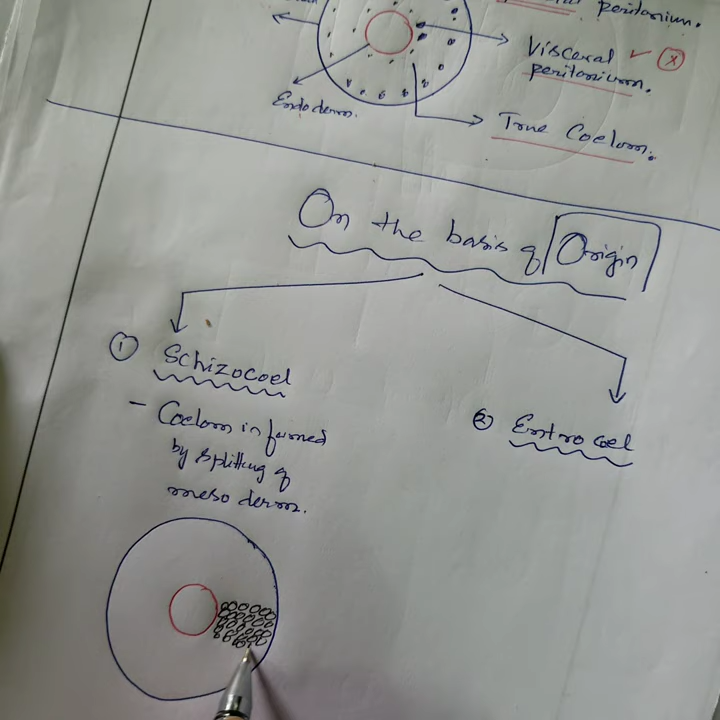 peritonium.
Visceral
peritonium.
Endoderm.
True Coelom.
On the basis of Origin
① Schizocoel
- Coelom is formed
by splitting of
mesoderm.
② Entrocoel